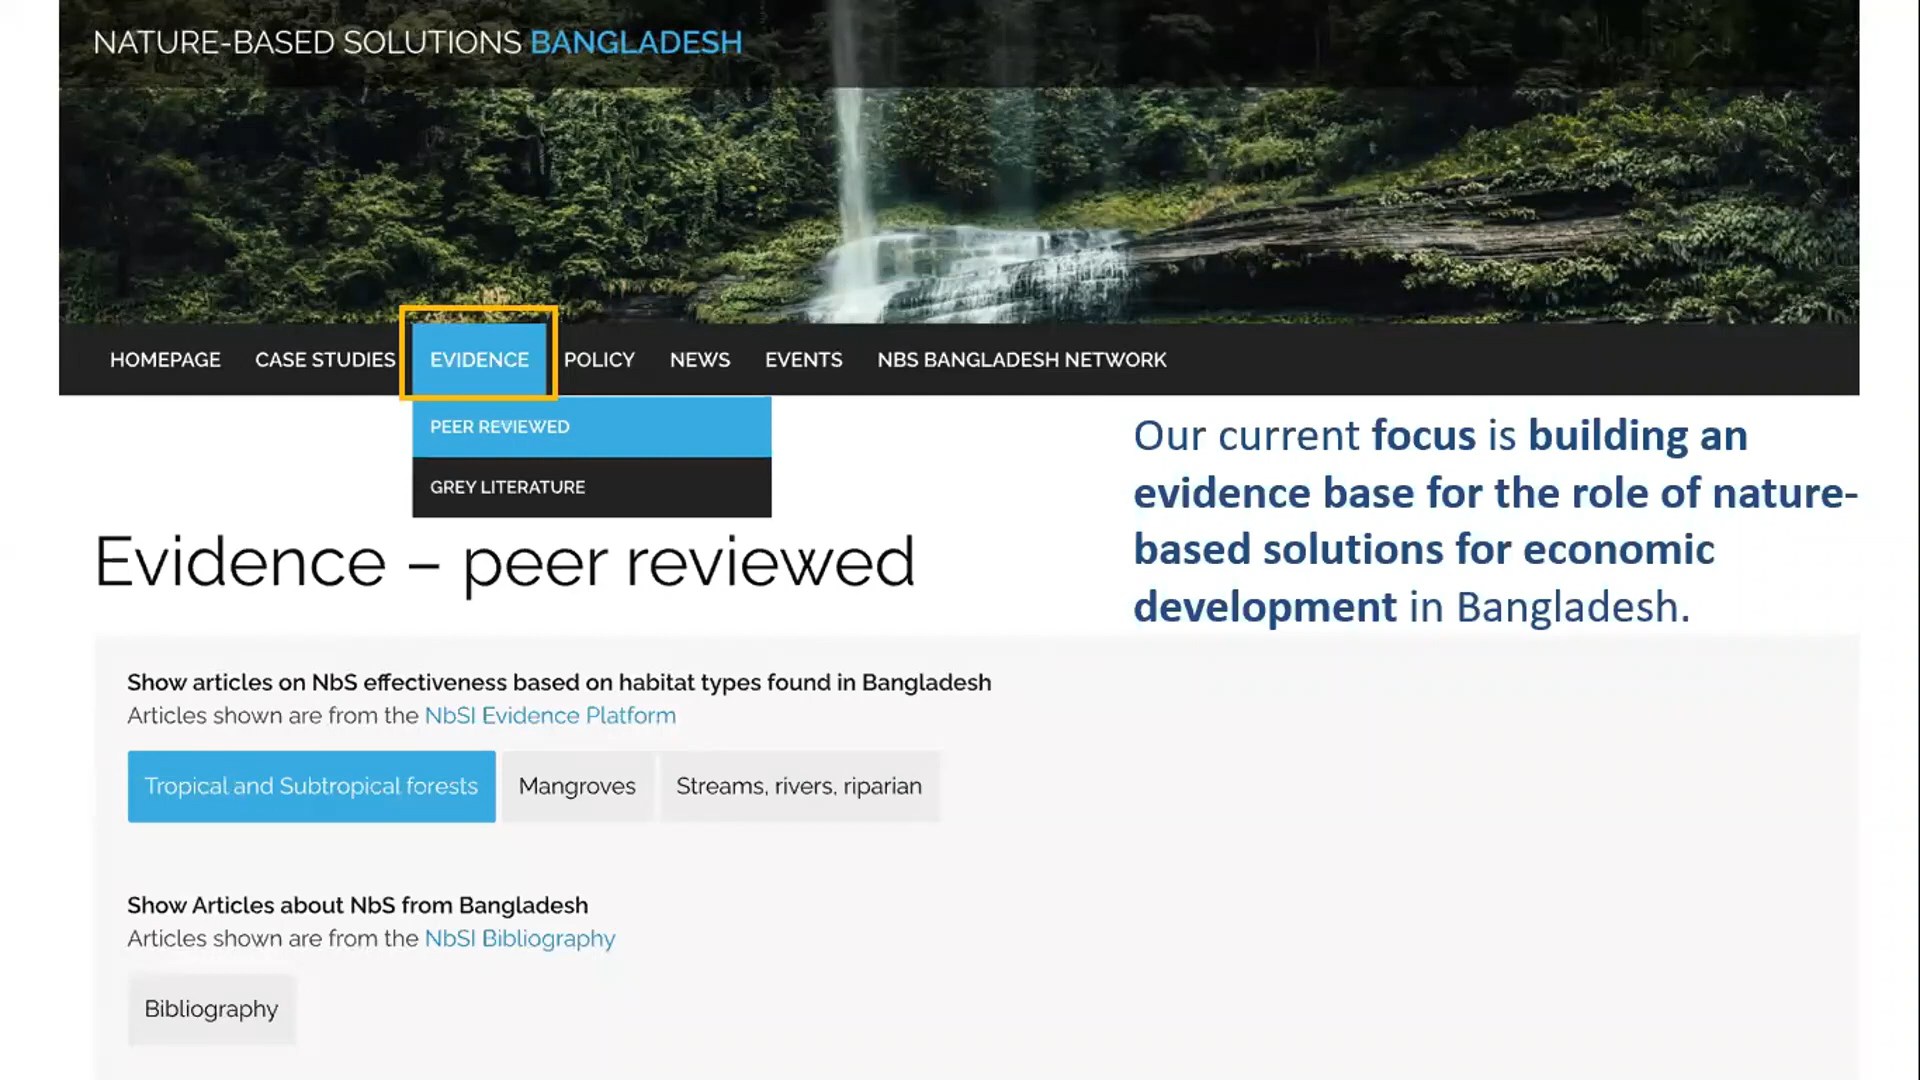 NATURE-BASED SOLUTIONS BANGLADESH
HOMEPAGE CASE STUDIES EVIDENCE POLICY NEWS EVENTS NBS BANGLADESH NETWORK
PEER REVIEWED
GREY LITERATURE
Our current focus is building an
evidence base for the role of nature-
based solutions for economic
development in Bangladesh.
Evidence – peer reviewed
Show articles on NbS effectiveness based on habitat types found in Bangladesh
Articles shown are from the NbSI Evidence Platform
Tropical and Subtropical forests Mangroves Streams, rivers, riparian
Show Articles about NbS from Bangladesh
Articles shown are from the NbSI Bibliography
Bibliography